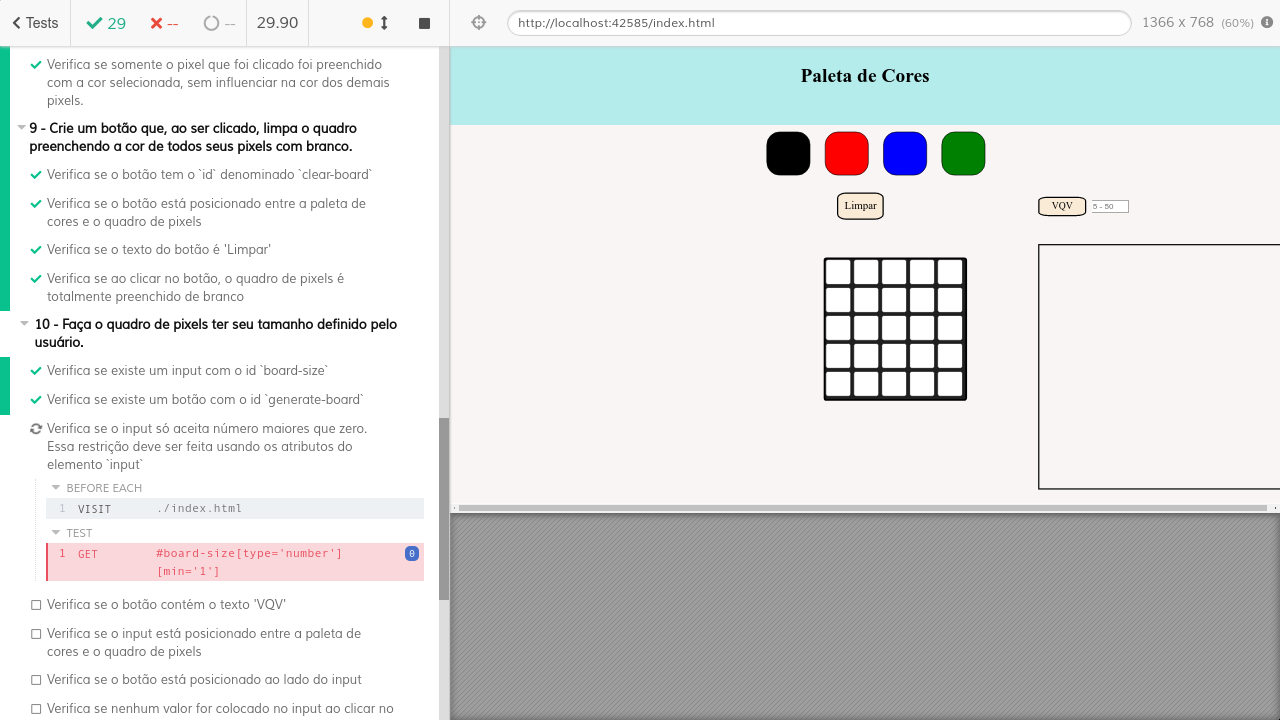 Tests
29
--
--
29.90
http://localhost:42585/index.html
1366 x 768 (60%)
Verifica se somente o pixel que foi clicado foi preenchido
com a cor selecionada, sem influenciar na cor dos demais
pixels.
9 - Crie um botão que, ao ser clicado, limpa o quadro
preenchendo a cor de todos seus pixels com branco.
Verifica se o botão tem o `id` denominado `clear-board`
Verifica se o botão está posicionado entre a paleta de
cores e o quadro de pixels
Verifica se o texto do botão é 'Limpar'
Verifica se ao clicar no botão, o quadro de pixels é
totalmente preenchido de branco
10 - Faça o quadro de pixels ter seu tamanho definido pelo
usuário.
Verifica se existe um input com o id `board-size`
Verifica se existe um botão com o id `generate-board`
Verifica se o input só aceita número maiores que zero.
Essa restrição deve ser feita usando os atributos do
elemento `input`
BEFORE EACH
1 VISIT ./index.html
TEST
1 GET #board-size[type='number'] 0
[min='1']
Verifica se o botão contém o texto 'VQV'
Verifica se o input está posicionado entre a paleta de
cores e o quadro de pixels
Verifica se o botão está posicionado ao lado do input
Verifica se nenhum valor for colocado no input ao clicar no
Paleta de Cores
Limpar
VQV
5 - 50